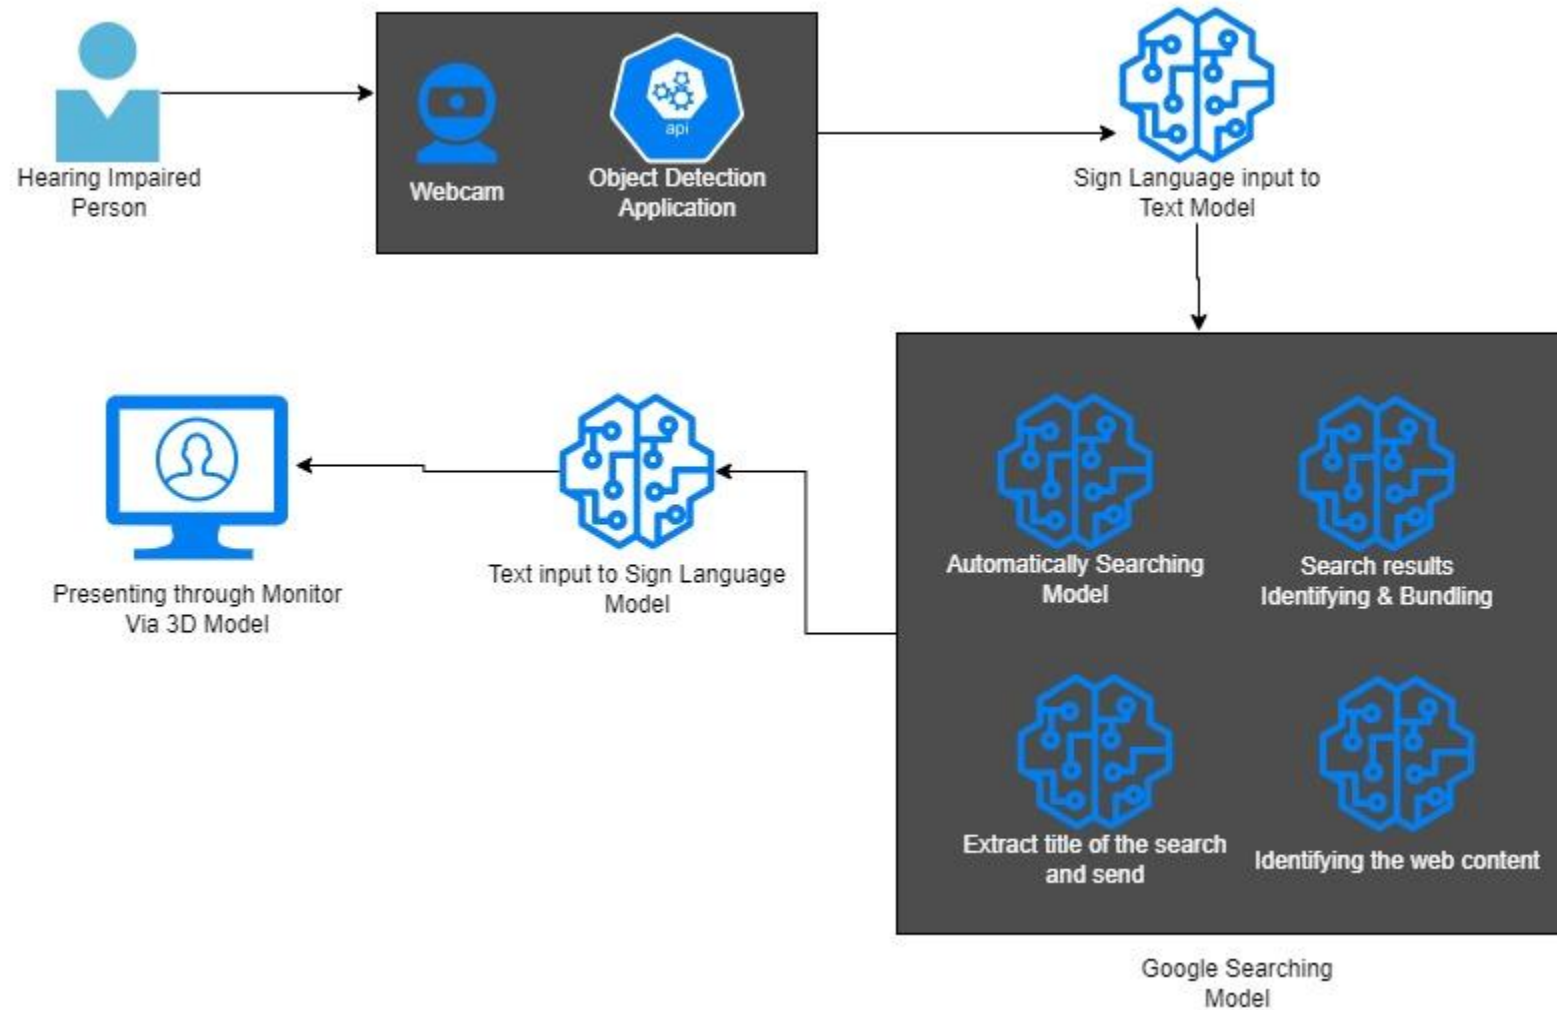 Hearing Impaired
Person
Webcam
api
Object Detection
Application
Sign Language input to
Text Model
Automatically Searching
Model
Search results
Identifying & Bundling
Extract title of the search
and send
Identifying the web content
Google Searching
Model
Text input to Sign Language
Model
Presenting through Monitor
Via 3D Model